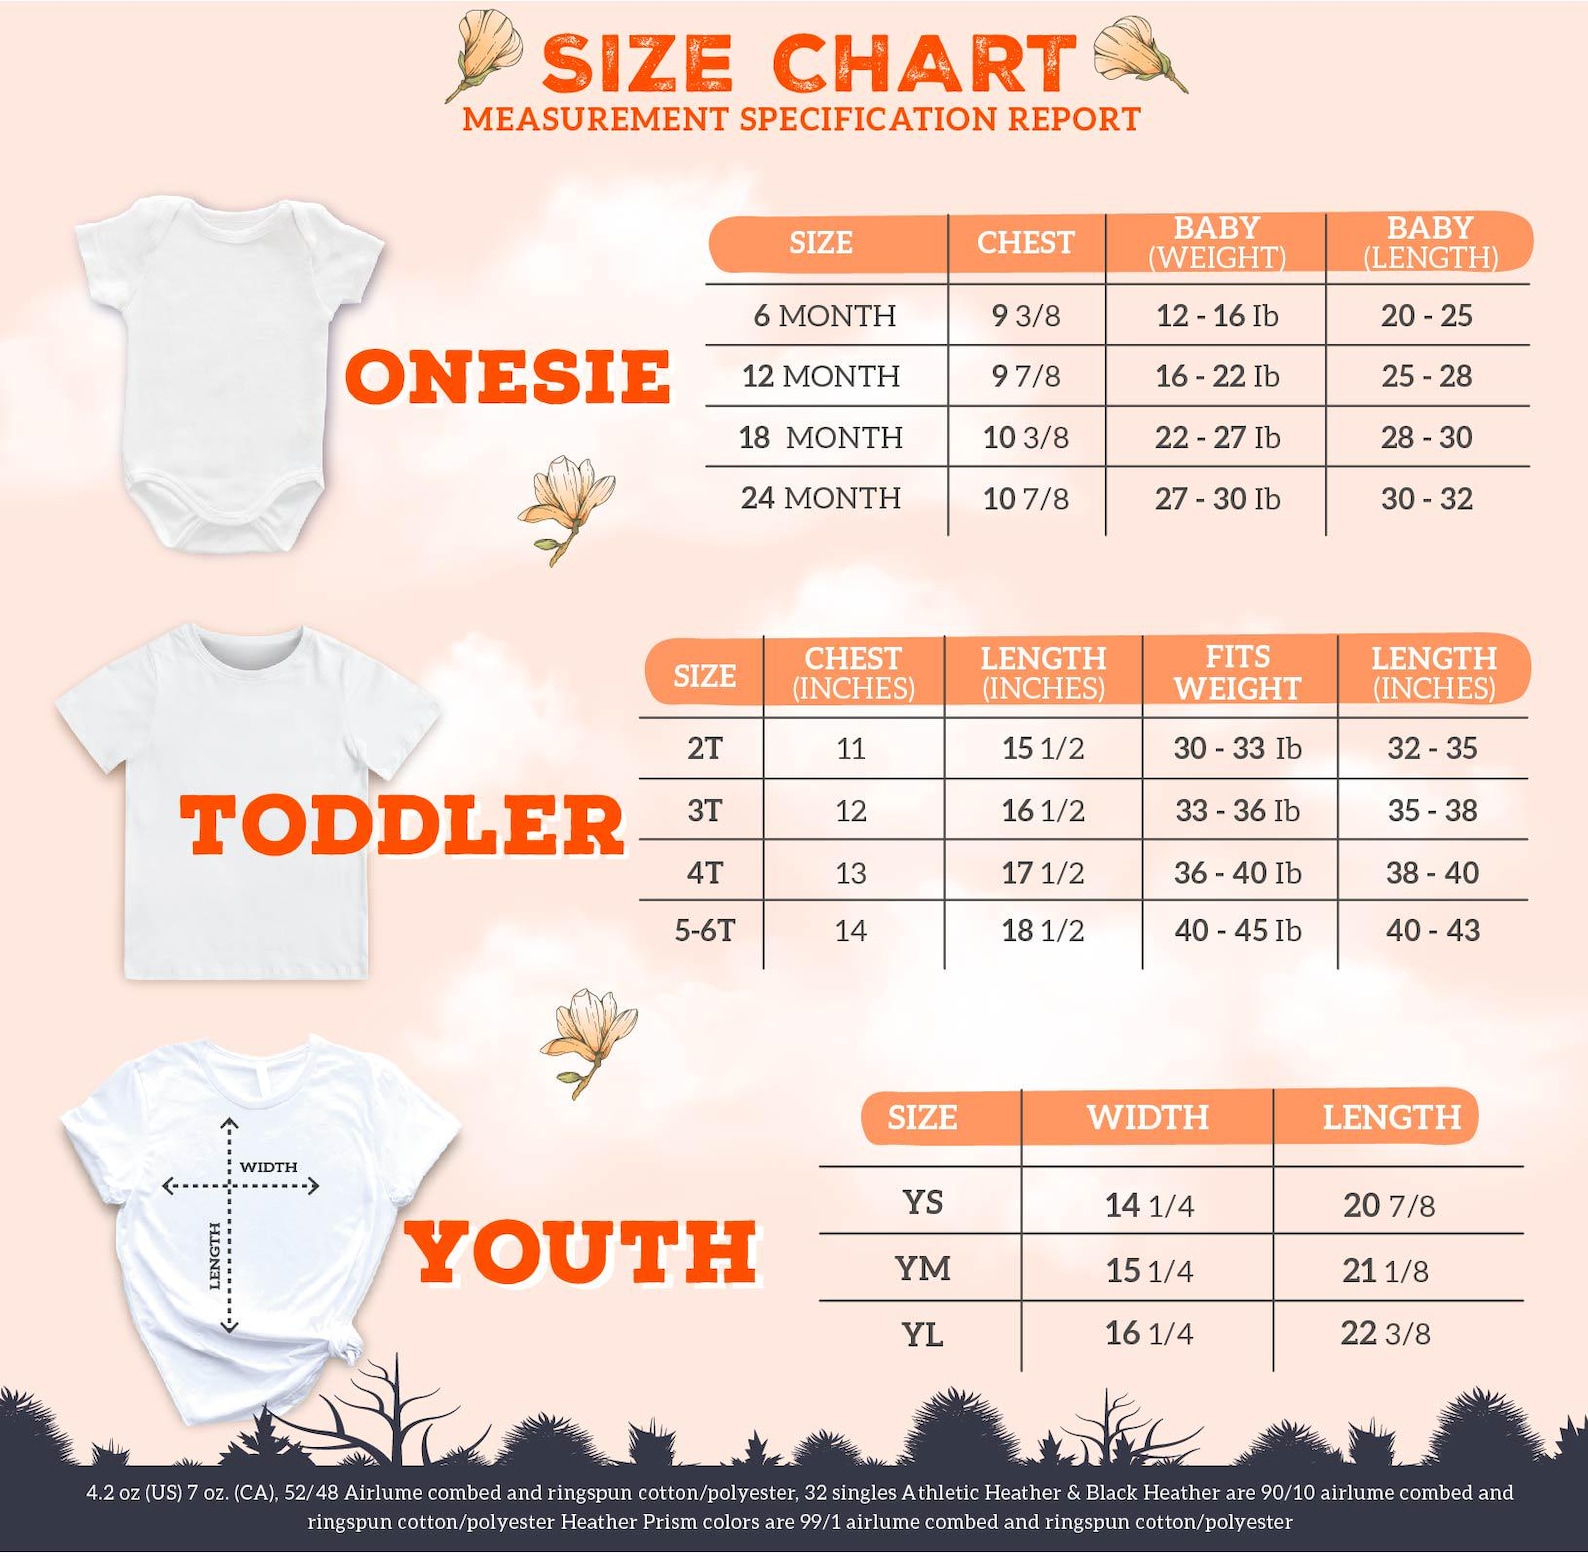 SIZE CHART
MEASUREMENT SPECIFICATION REPORT
ONESIE
SIZE CHEST BABY (WEIGHT) BABY (LENGTH)
6 MONTH 9 3/8 12 - 16 Ib 20 - 25
12 MONTH 9 7/8 16 - 22 Ib 25 - 28
18 MONTH 10 3/8 22 - 27 Ib 28 - 30
24 MONTH 10 7/8 27 - 30 Ib 30 - 32
TODDLER
SIZE CHEST (INCHES) LENGTH (INCHES) FITS WEIGHT LENGTH (INCHES)
2T 11 15 1/2 30 - 33 Ib 32 - 35
3T 12 16 1/2 33 - 36 Ib 35 - 38
4T 13 17 1/2 36 - 40 Ib 38 - 40
5-6T 14 18 1/2 40 - 45 Ib 40 - 43
WIDTH
LENGTH
YOUTH
SIZE WIDTH LENGTH
YS 14 1/4 20 7/8
YM 15 1/4 21 1/8
YL 16 1/4 22 3/8
4.2 oz (US) 7 oz. (CA), 52/48 Airlume combed and ringspun cotton/polyester, 32 singles Athletic Heather & Black Heather are 90/10 airlume combed and
ringspun cotton/polyester Heather Prism colors are 99/1 airlume combed and ringspun cotton/polyester